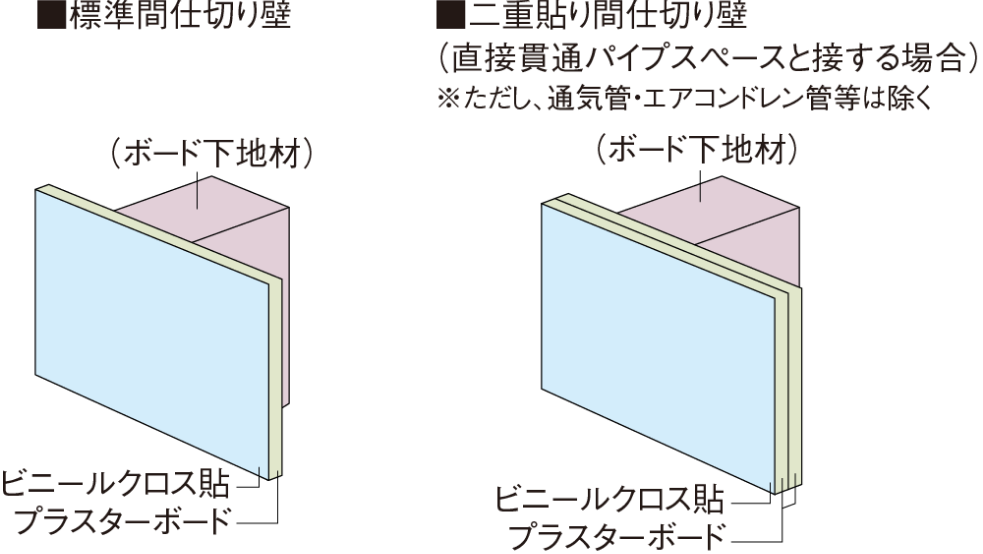 ■標準間仕切り壁
（ボード下地材）
ビニールクロス貼
プラスターボード
■二重貼り間仕切り壁
（直接貫通パイプスペースと接する場合）
※ただし、通気管・エアコンドレン管等は除く
（ボード下地材）
ビニールクロス貼
プラスターボード